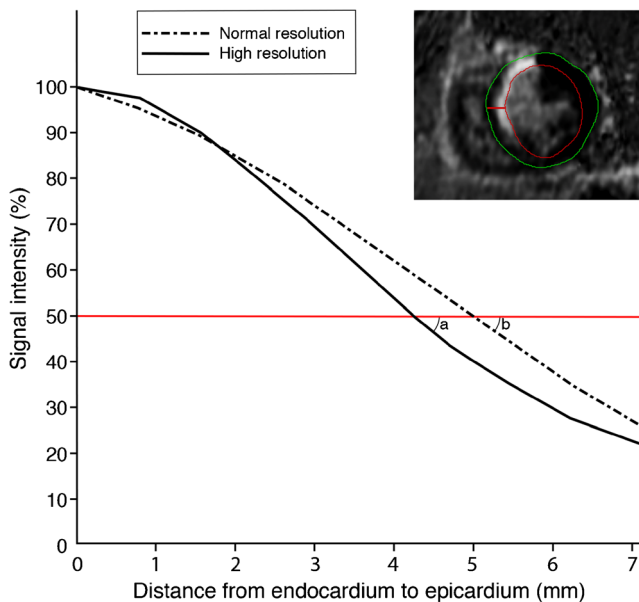 Normal resolution
High resolution
100
90
80
70
60
50
40
30
20
10
0
Signal intensity (%)
a
b
0 1 2 3 4 5 6 7
Distance from endocardium to epicardium (mm)